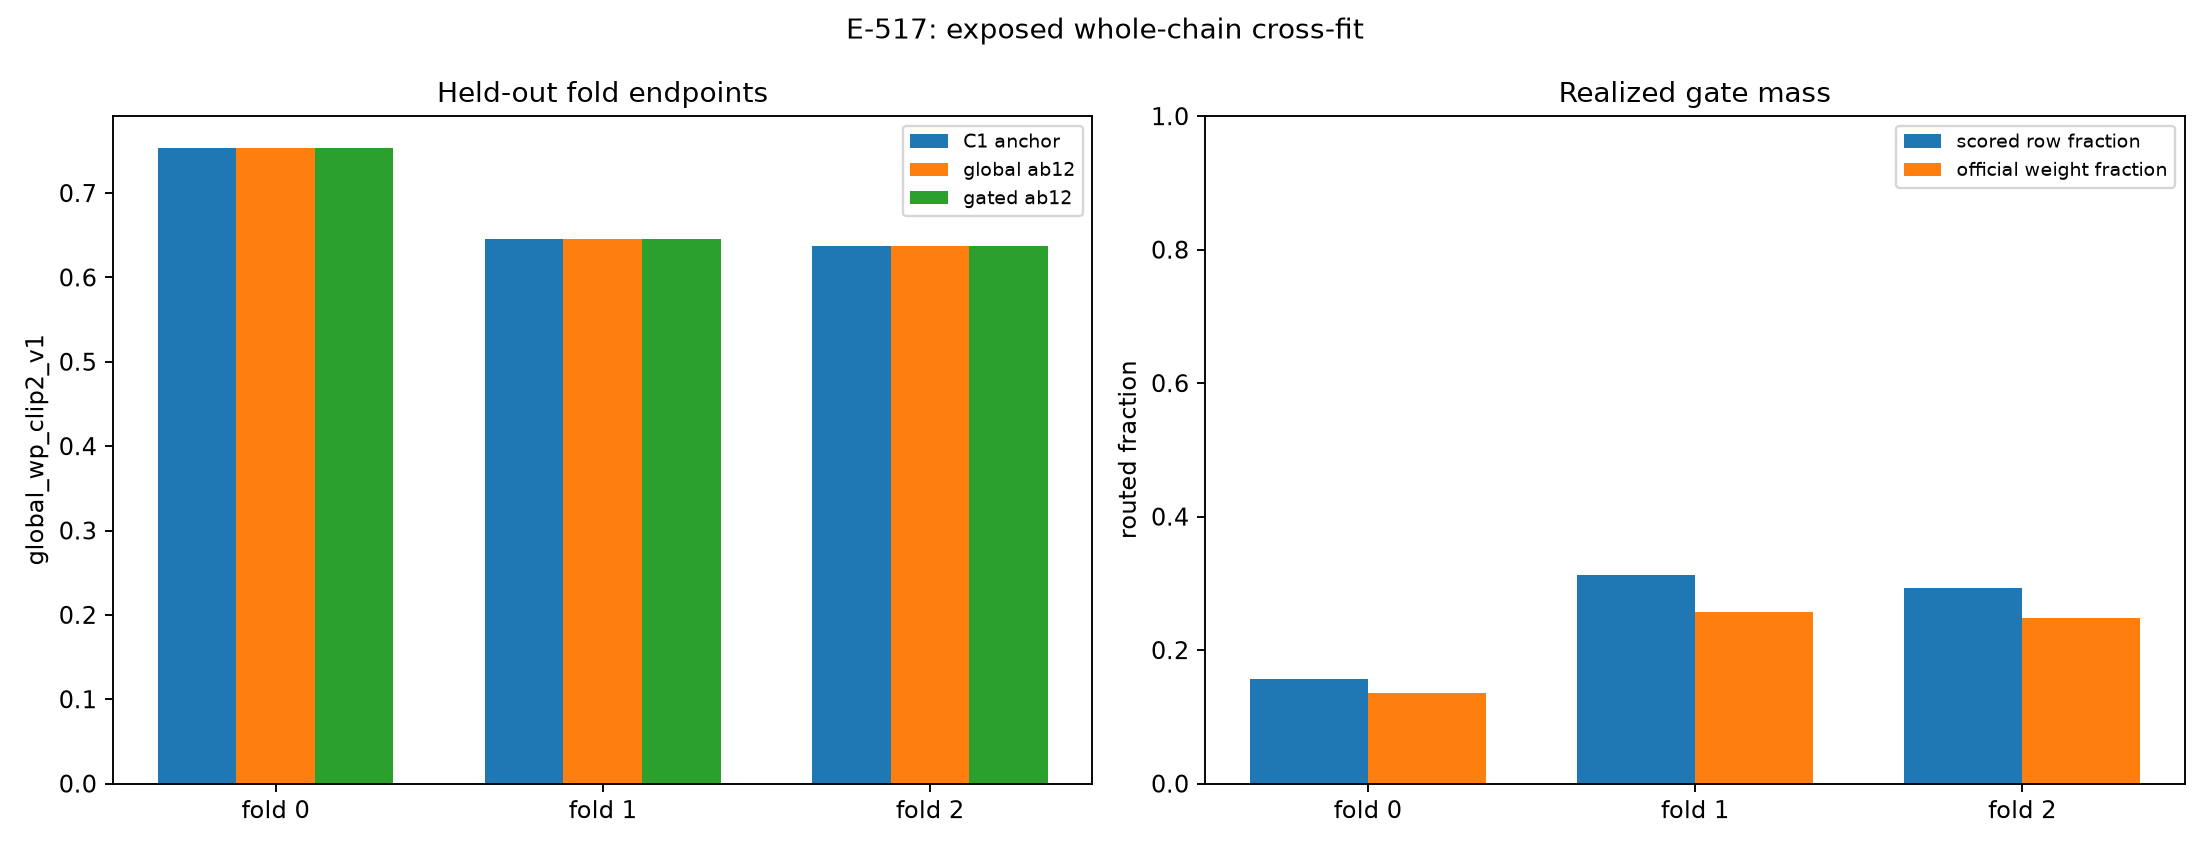 E-517: exposed whole-chain cross-fit
Held-out fold endpoints
global_wp_clip2_v1
0.7
0.6
0.5
0.4
0.3
0.2
0.1
0.0
C1 anchor
global ab12
gated ab12
fold 0
fold 1
fold 2
Realized gate mass
routed fraction
1.0
0.8
0.6
0.4
0.2
0.0
scored row fraction
official weight fraction
fold 0
fold 1
fold 2